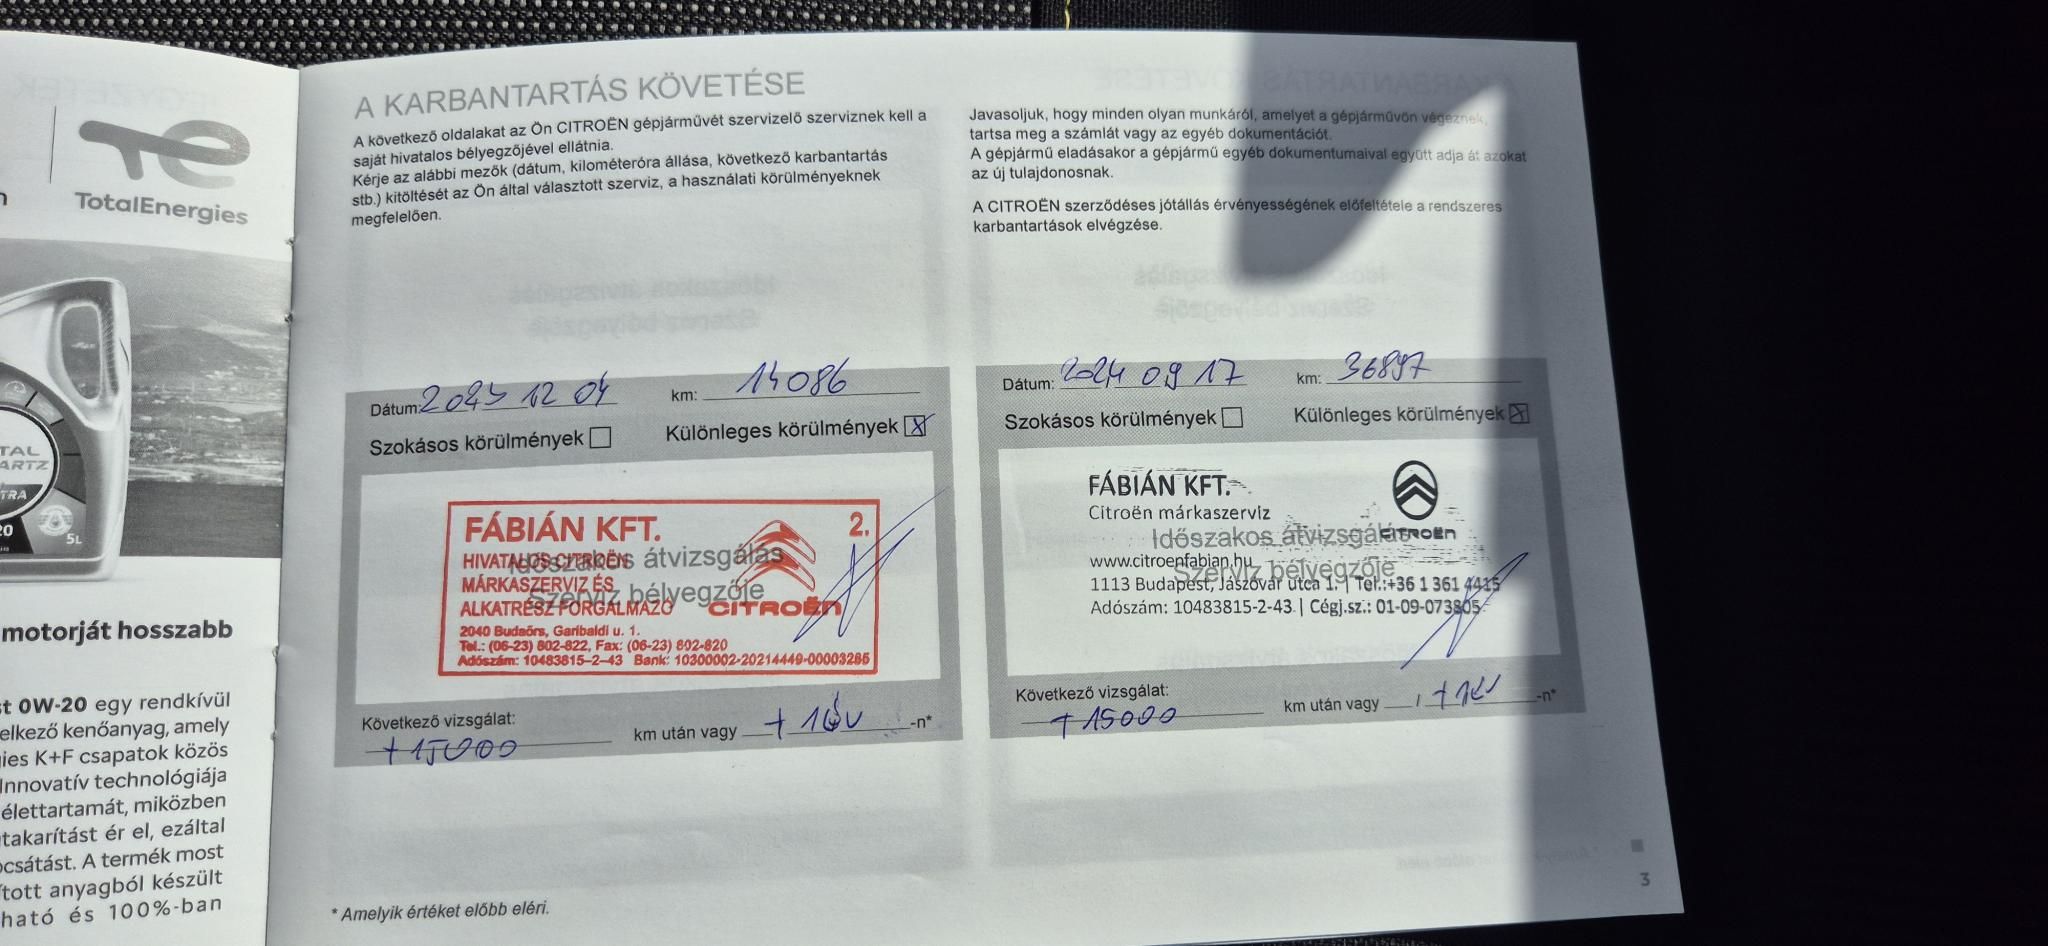 TotalEnergies
TAL
ARTZ
TRA
20
5L
motorját hosszabb
t 0W-20 egy rendkívül
elkező kenőanyag, amely
gies K+F csapatok közös
Innovatív technológiája
élettartamát, miközben
takarítást ér el, ezáltal
ocsátást. A termék most
tott anyagból készült
ható és 100%-ban
A KARBANTARTÁS KÖVETÉSE
A következő oldalakat az Ön CITROËN gépjárművét szervizelő szerviznek kell a
saját hivatalos bélyegzőjével ellátnia.
Kérje az alábbi mezők (dátum, kilométeróra állása, következő karbantartás
stb.) kitöltését az Ön által választott szerviz, a használati körülményeknek
megfelelően.
Dátum: 2023 12 04 km: 14086
Szokásos körülmények Különleges körülmények X
FÁBIÁN KFT. 2.
HIVATALOS CITROËN
MÁRKASZERVIZ ÉS
ALKATRÉSZ FORGALMAZÓ
CITROËN
Időszakos átvizsgálás
Szerviz bélyegzője
2040 Budaörs, Garibaldi u. 1.
Tel.: (06-23) 802-822, Fax: (06-23) 802-820
Adószám: 10483815-2-43 Bank: 10300002-20214449-00003285
Következő vizsgálat:
+ 15000 km után vagy + 1év -n*
* Amelyik értéket előbb eléri.
Javasoljuk, hogy minden olyan munkáról, amelyet a gépjárművön végeznek,
tartsa meg a számlát vagy az egyéb dokumentációt.
A gépjármű eladásakor a gépjármű egyéb dokumentumaival együtt adja át azokat
az új tulajdonosnak.
A CITROËN szerződéses jótállás érvényességének előfeltétele a rendszeres
karbantartások elvégzése.
Dátum: 2024 09 17 km: 36897
Szokásos körülmények Különleges körülmények X
FÁBIÁN KFT.
Citroën márkaszerviz
CITROËN
Időszakos átvizsgálás
Szerviz bélyegzője
www.citroenfabian.hu
1113 Budapest, Jászóvár utca 1. | Tel.:+36 1 361 4415
Adószám: 10483815-2-43 | Cégj.sz.: 01-09-073805
Következő vizsgálat:
+ 15000 km után vagy + 1év -n*
3